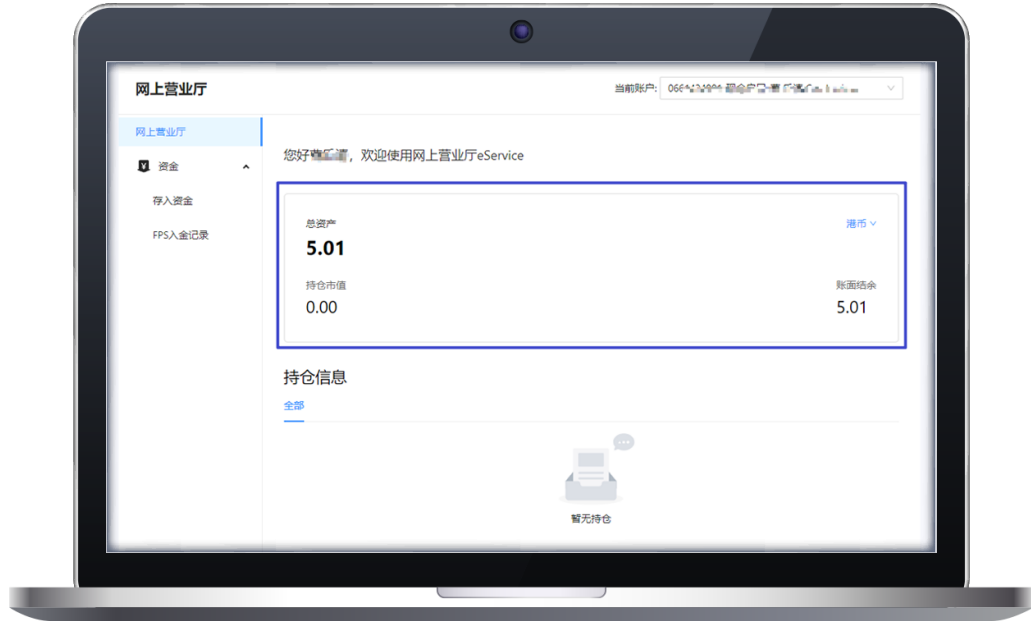 网上营业厅
当前账户:
网上营业厅
资金
存入资金
FPS入金记录
您好 ，欢迎使用网上营业厅eService
总资产
港币
5.01
持仓市值
账面结余
0.00
5.01
持仓信息
全部
暂无持仓